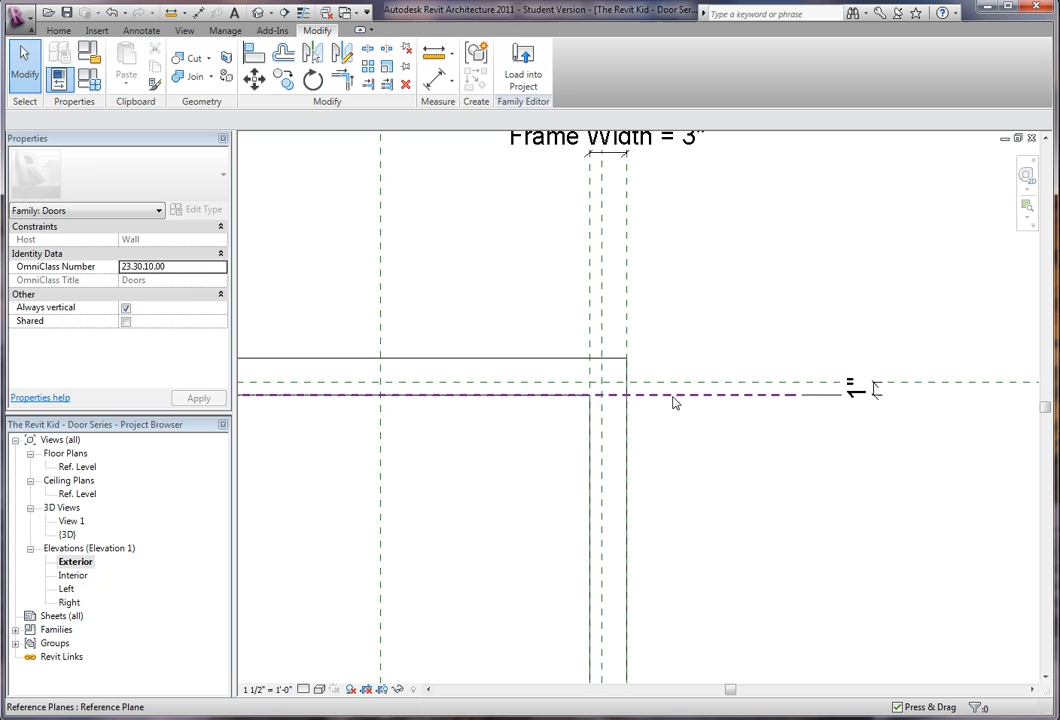 Autodesk Revit Architecture 2011 - Student Version - [The Revit Kid - Door Ser...
Type a keyword or phrase
Home Insert Annotate View Manage Add-Ins Modify
Modify Paste Cut Join Load into Project
Select Properties Clipboard Geometry Modify Measure Create Family Editor
Properties
Family: Doors Edit Type
Constraints
Host Wall
Identity Data
OmniClass Number 23.30.10.00
OmniClass Title Doors
Other
Always vertical
Shared
Properties help Apply
The Revit Kid - Door Series - Project Browser
Views (all)
Floor Plans
Ref. Level
Ceiling Plans
Ref. Level
3D Views
View 1
{3D}
Elevations (Elevation 1)
Exterior
Interior
Left
Right
Sheets (all)
Families
Groups
Revit Links
Frame Width = 3"
1"
2D
1 1/2" = 1'-0"
Reference Planes : Reference Plane
Press & Drag :0